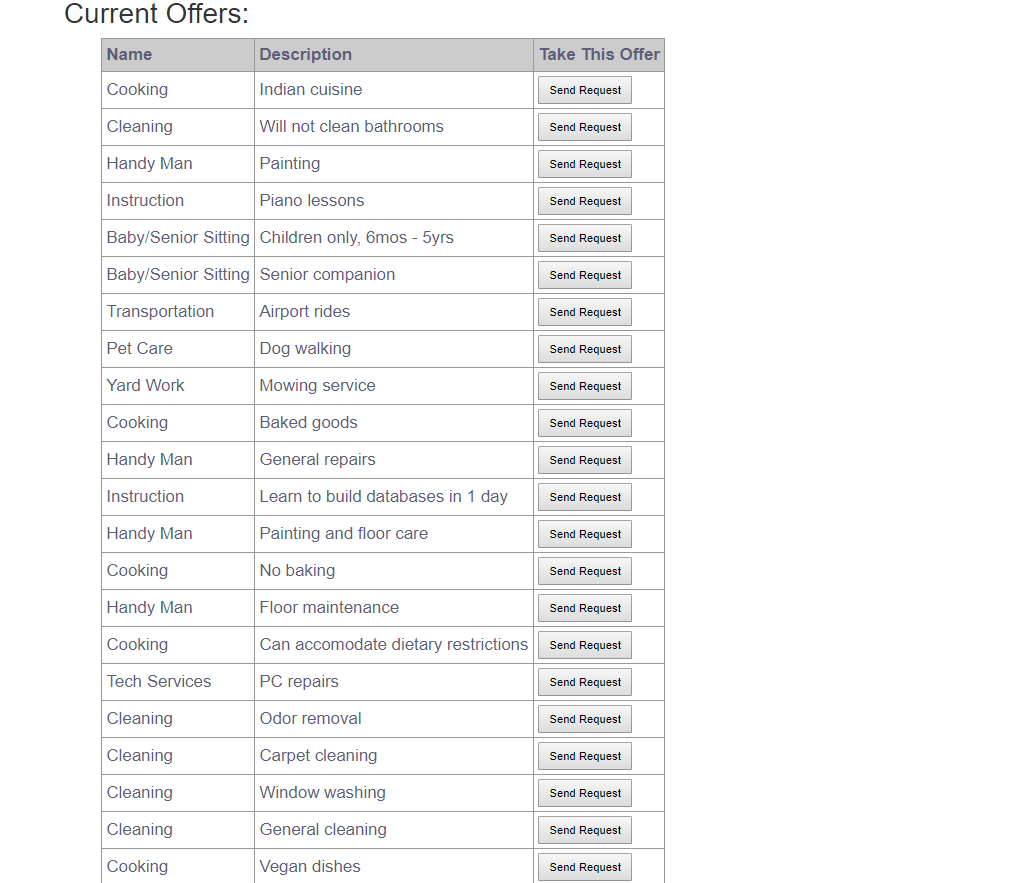 Current Offers:
Name Description Take This Offer
Cooking Indian cuisine Send Request
Cleaning Will not clean bathrooms Send Request
Handy Man Painting Send Request
Instruction Piano lessons Send Request
Baby/Senior Sitting Children only, 6mos - 5yrs Send Request
Baby/Senior Sitting Senior companion Send Request
Transportation Airport rides Send Request
Pet Care Dog walking Send Request
Yard Work Mowing service Send Request
Cooking Baked goods Send Request
Handy Man General repairs Send Request
Instruction Learn to build databases in 1 day Send Request
Handy Man Painting and floor care Send Request
Cooking No baking Send Request
Handy Man Floor maintenance Send Request
Cooking Can accomodate dietary restrictions Send Request
Tech Services PC repairs Send Request
Cleaning Odor removal Send Request
Cleaning Carpet cleaning Send Request
Cleaning Window washing Send Request
Cleaning General cleaning Send Request
Cooking Vegan dishes Send Request